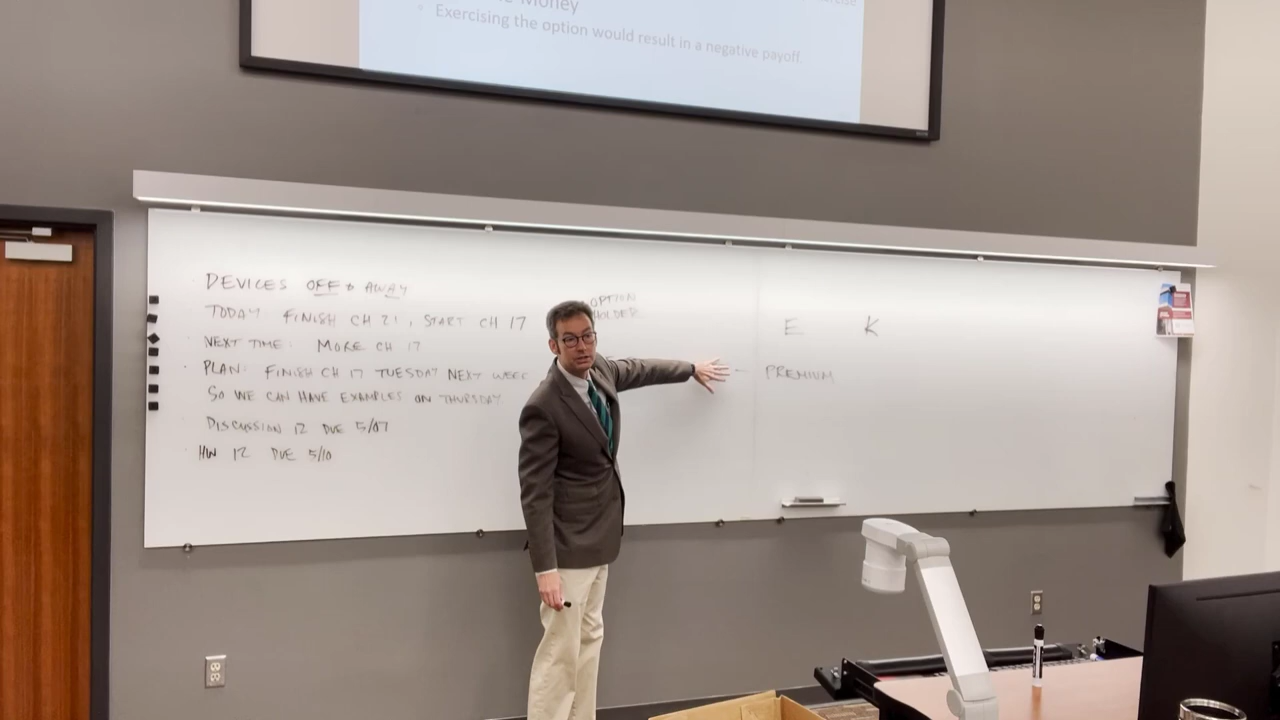 Money
Exercising the option would result in a negative payoff.
DEVICES OFF & AWAY
TODAY FINISH CH 21, START CH 17
NEXT TIME: MORE CH 17
PLAN: FINISH CH 17 TUESDAY NEXT WEEK
SO WE CAN HAVE EXAMPLES ON THURSDAY
DISCUSSION 12 DUE 5/07
HW 12 DUE 5/10
OPTION
HOLDER
E K
PREMIUM